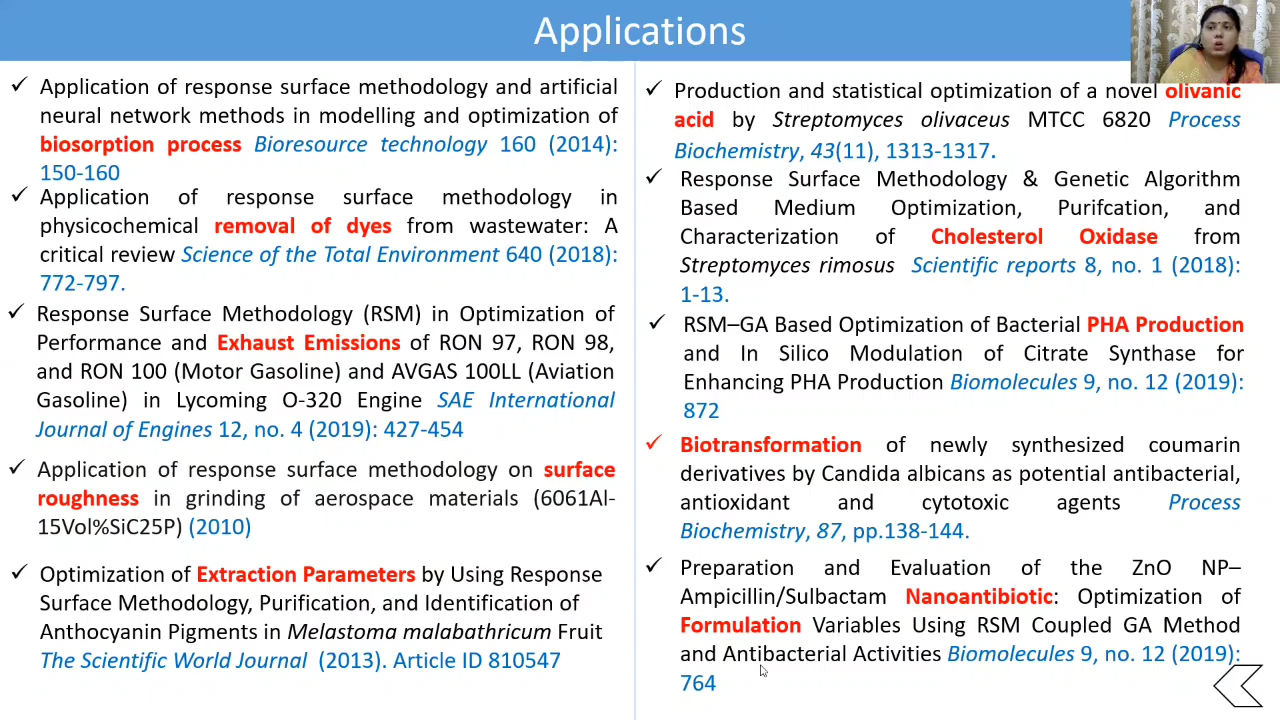 Applications
Application of response surface methodology and artificial
neural network methods in modelling and optimization of
biosorption process Bioresource technology 160 (2014):
150-160
Application of response surface methodology in
physicochemical removal of dyes from wastewater: A
critical review Science of the Total Environment 640 (2018):
772-797.
Response Surface Methodology (RSM) in Optimization of
Performance and Exhaust Emissions of RON 97, RON 98,
and RON 100 (Motor Gasoline) and AVGAS 100LL (Aviation
Gasoline) in Lycoming O-320 Engine SAE International
Journal of Engines 12, no. 4 (2019): 427-454
Application of response surface methodology on surface
roughness in grinding of aerospace materials (6061Al-
15Vol%SiC25P) (2010)
Optimization of Extraction Parameters by Using Response
Surface Methodology, Purification, and Identification of
Anthocyanin Pigments in Melastoma malabathricum Fruit
The Scientific World Journal (2013). Article ID 810547
Production and statistical optimization of a novel olivanic
acid by Streptomyces olivaceus MTCC 6820 Process
Biochemistry, 43(11), 1313-1317.
Response Surface Methodology & Genetic Algorithm
Based Medium Optimization, Purifcation, and
Characterization of Cholesterol Oxidase from
Streptomyces rimosus Scientific reports 8, no. 1 (2018):
1-13.
RSM–GA Based Optimization of Bacterial PHA Production
and In Silico Modulation of Citrate Synthase for
Enhancing PHA Production Biomolecules 9, no. 12 (2019):
872
Biotransformation of newly synthesized coumarin
derivatives by Candida albicans as potential antibacterial,
antioxidant and cytotoxic agents Process
Biochemistry, 87, pp.138-144.
Preparation and Evaluation of the ZnO NP–
Ampicillin/Sulbactam Nanoantibiotic: Optimization of
Formulation Variables Using RSM Coupled GA Method
and Antibacterial Activities Biomolecules 9, no. 12 (2019):
764